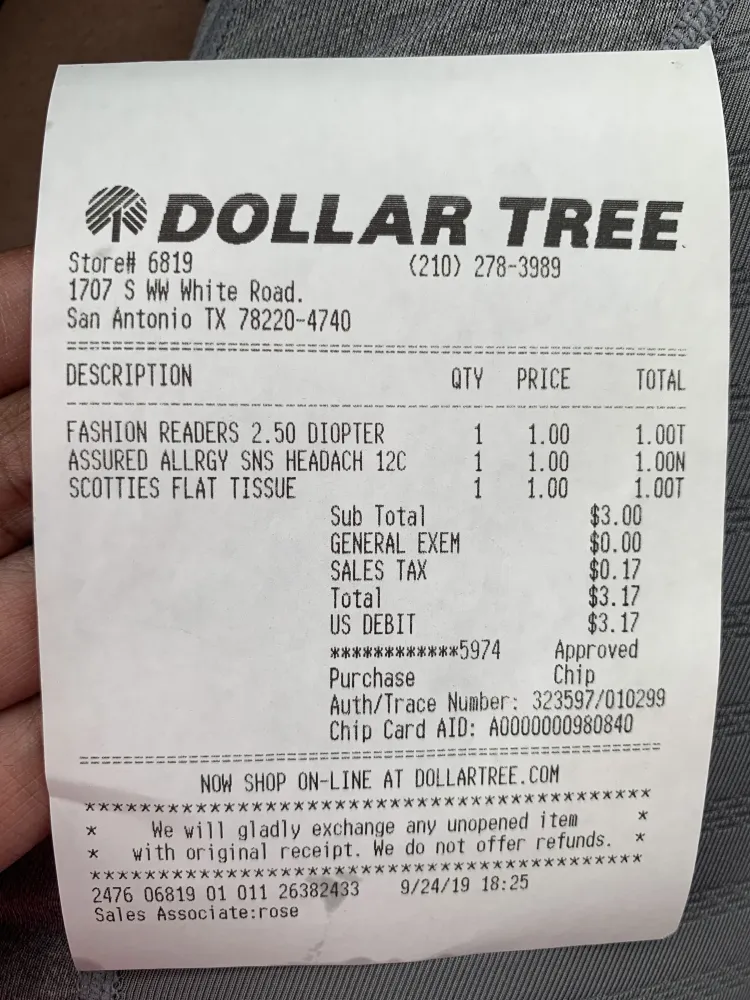 DOLLAR TREE
Store# 6819 (210) 278-3989
1707 S WW White Road.
San Antonio TX 78220-4740
DESCRIPTION QTY PRICE TOTAL
FASHION READERS 2.50 DIOPTER 1 1.00 1.00T
ASSURED ALLRGY SNS HEADACH 12C 1 1.00 1.00N
SCOTTIES FLAT TISSUE 1 1.00 1.00T
Sub Total $3.00
GENERAL EXEM $0.00
SALES TAX $0.17
Total $3.17
US DEBIT $3.17
************5974 Approved
Purchase Chip
Auth/Trace Number: 323597/010299
Chip Card AID: A0000000980840
NOW SHOP ON-LINE AT DOLLARTREE.COM
* We will gladly exchange any unopened item *
* with original receipt. We do not offer refunds. *
2476 06819 01 011 26382433 9/24/19 18:25
Sales Associate:rose